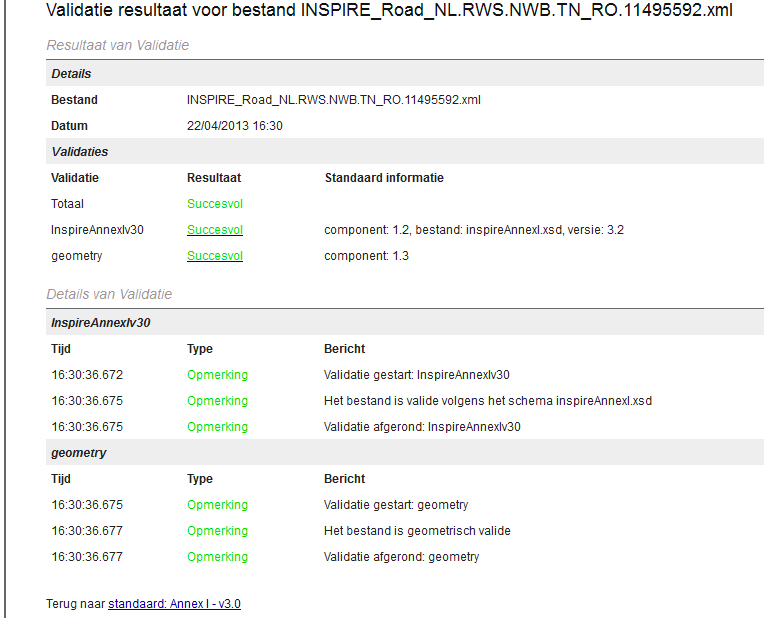 Validatie resultaat voor bestand INSPIRE_Road_NL.RWS.NWB.TN_RO.11495592.xml
Resultaat van Validatie
Details
Bestand INSPIRE_Road_NL.RWS.NWB.TN_RO.11495592.xml
Datum 22/04/2013 16:30
Validaties
Validatie Resultaat Standaard informatie
Totaal Succesvol
InspireAnnexIv30 Succesvol component: 1.2, bestand: inspireAnnexI.xsd, versie: 3.2
geometry Succesvol component: 1.3
Details van Validatie
InspireAnnexIv30
Tijd Type Bericht
16:30:36.672 Opmerking Validatie gestart: InspireAnnexIv30
16:30:36.675 Opmerking Het bestand is valide volgens het schema inspireAnnexI.xsd
16:30:36.675 Opmerking Validatie afgerond: InspireAnnexIv30
geometry
Tijd Type Bericht
16:30:36.675 Opmerking Validatie gestart: geometry
16:30:36.677 Opmerking Het bestand is geometrisch valide
16:30:36.677 Opmerking Validatie afgerond: geometry
Terug naar standaard: Annex I - v3.0